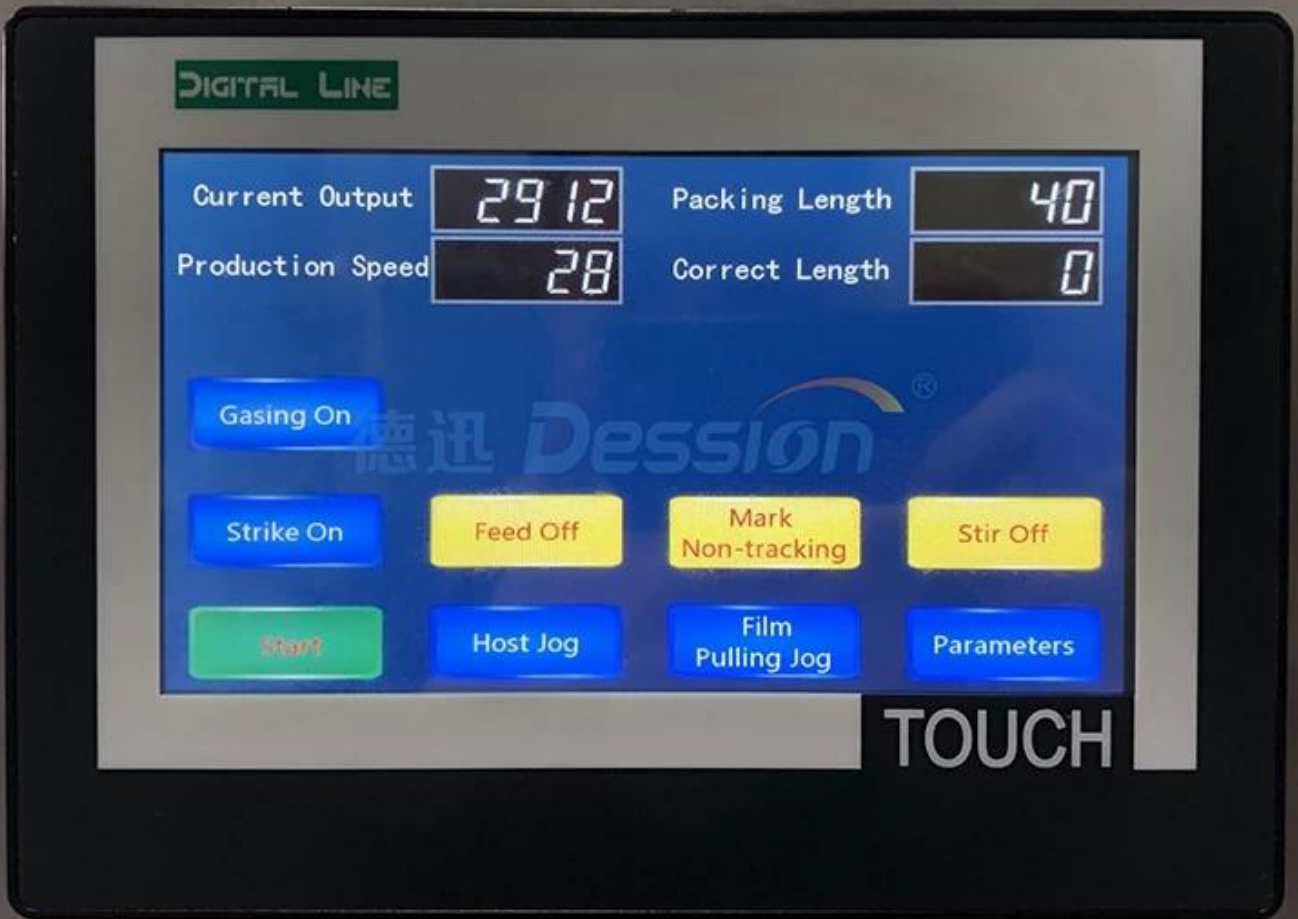 DIGITAL LINE
Current Output 2912 Packing Length 40
Production Speed 28 Correct Length 0
Gasing On
德迅 Dession ®
Strike On Feed Off Mark Non-tracking Stir Off
Start Host Jog Film Pulling Jog Parameters
TOUCH